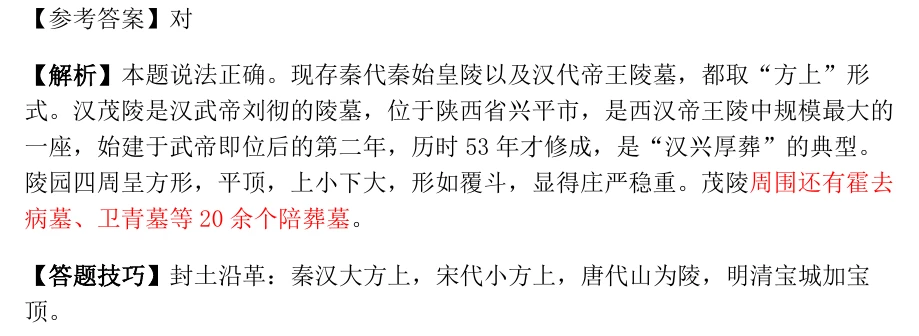 【参考答案】对
【解析】本题说法正确。现存秦代秦始皇陵以及汉代帝王陵墓，都取“方上”形
式。汉茂陵是汉武帝刘彻的陵墓，位于陕西省兴平市，是西汉帝王陵中规模最大的
一座，始建于武帝即位后的第二年，历时 53 年才修成，是“汉兴厚葬”的典型。
陵园四周呈方形，平顶，上小下大，形如覆斗，显得庄严稳重。茂陵周围还有霍去
病墓、卫青墓等 20 余个陪葬墓。
【答题技巧】封土沿革：秦汉大方上，宋代小方上，唐代山为陵，明清宝城加宝
顶。